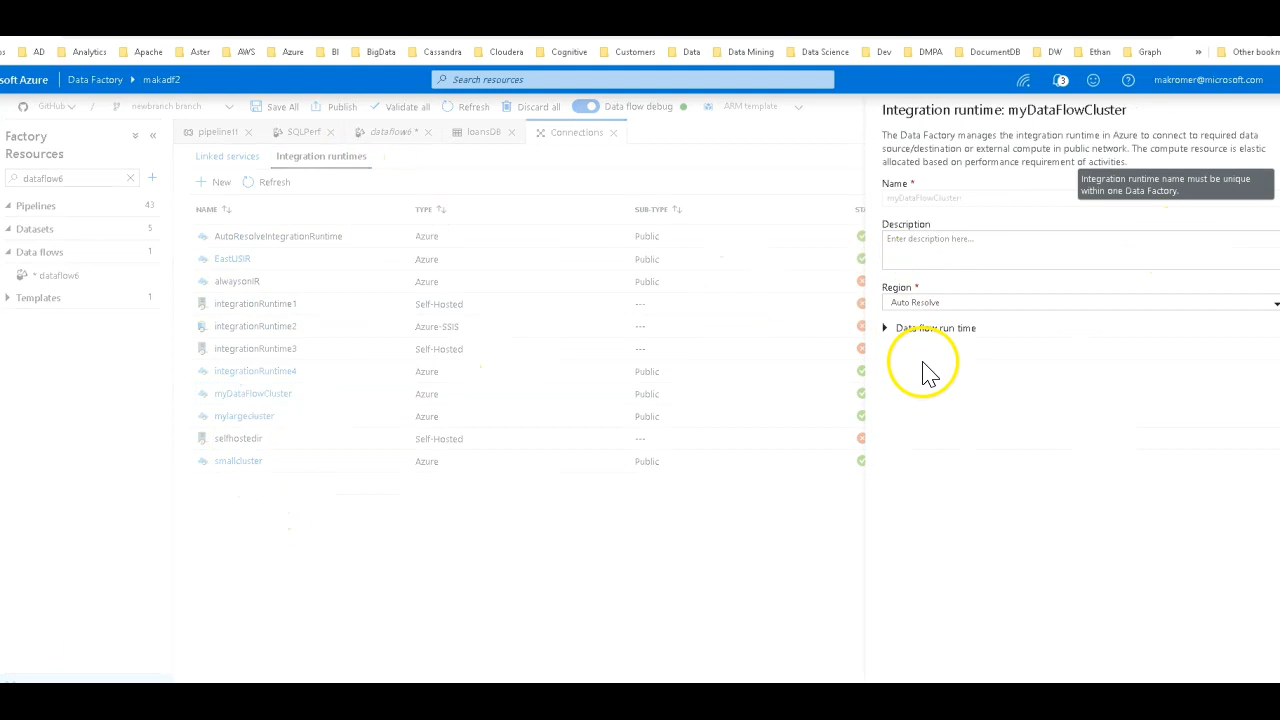 os AD Analytics Apache Aster AWS Azure BI BigData Cassandra Cloudera Cognitive Customers Data Data Mining Data Science Dev DMPA DocumentDB DW Ethan Graph » Other bookm
soft Azure Data Factory makadf2 Search resources 3 makromer@microsoft.com
GitHub newbranch branch Save All Publish Validate all Refresh Discard all Data flow debug ARM template
Factory Resources
dataflow6
Pipelines 43
Datasets 5
Data flows 1
* dataflow6
Templates 1
SQLPerf dataflow6 * loansDB Connections
Linked services Integration runtimes
New Refresh
NAME TYPE SUB-TYPE STA
AutoResolveIntegrationRuntime Azure Public
EastUSIR Azure Public
alwaysonIR Azure Public
integrationRuntime1 Self-Hosted ---
integrationRuntime2 Azure-SSIS ---
integrationRuntime3 Self-Hosted ---
integrationRuntime4 Azure Public
myDataFlowCluster Azure Public
mylargecluster Azure Public
selfhostedir Self-Hosted ---
smallcluster Azure Public
Integration runtime: myDataFlowCluster
The Data Factory manages the integration runtime in Azure to connect to required data
source/destination or external compute in public network. The compute resource is elastic
allocated based on performance requirement of activities.
Integration runtime name must be unique
within one Data Factory.
Name *
myDataFlowCluster
Description
Enter description here...
Region *
Auto Resolve
Data flow run time